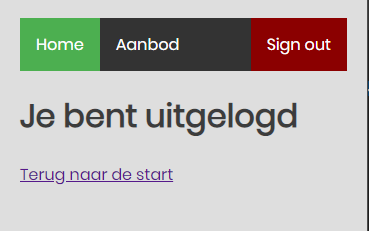 Home Aanbod Sign out
Je bent uitgelogd
Terug naar de start